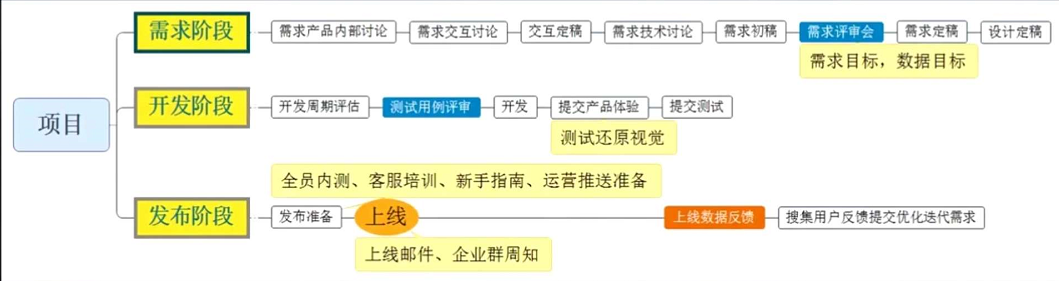 项目
需求阶段
需求产品内部讨论
需求交互讨论
交互定稿
需求技术讨论
需求初稿
需求评审会
需求定稿
设计定稿
需求目标，数据目标
开发阶段
开发周期评估
测试用例评审
开发
提交产品体验
提交测试
测试还原视觉
全员内测、客服培训、新手指南、运营推送准备
发布阶段
发布准备
上线
上线数据反馈
搜集用户反馈提交优化迭代需求
上线邮件、企业群周知